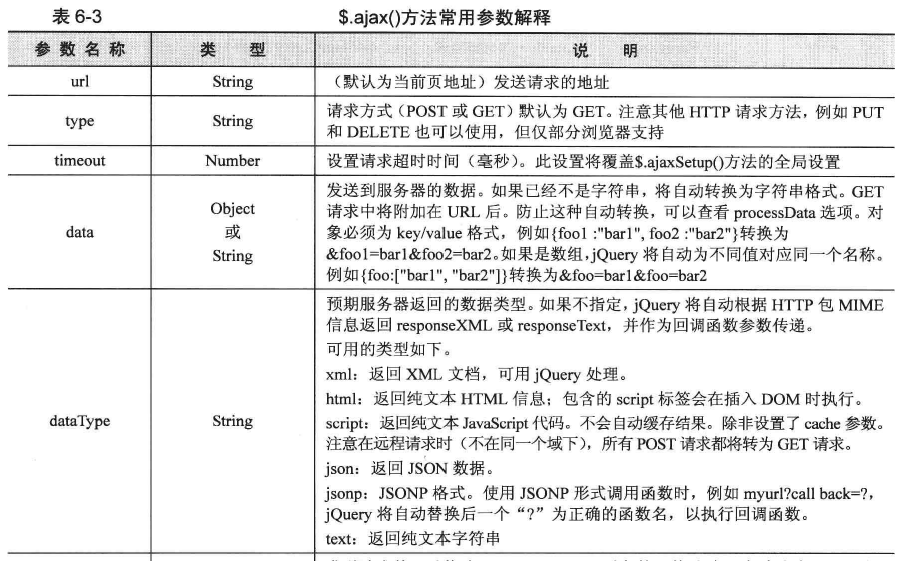 表 6-3 $.ajax()方法常用参数解释
参 数 名 称 类 型 说 明
url String （默认为当前页地址）发送请求的地址
type String 请求方式（POST 或 GET）默认为 GET。注意其他 HTTP 请求方法，例如 PUT
和 DELETE 也可以使用，但仅部分浏览器支持
timeout Number 设置请求超时时间（毫秒）。此设置将覆盖$.ajaxSetup()方法的全局设置
data
Object
或
String
发送到服务器的数据。如果已经不是字符串，将自动转换为字符串格式。GET
请求中将附加在 URL 后。防止这种自动转换，可以查看 processData 选项。对
象必须为 key/value 格式，例如{foo1 :"bar1", foo2 :"bar2"}转换为
&foo1=bar1&foo2=bar2。如果是数组，jQuery 将自动为不同值对应同一个名称。
例如{foo:["bar1", "bar2"]}转换为&foo=bar1&foo=bar2
dataType String
预期服务器返回的数据类型。如果不指定，jQuery 将自动根据 HTTP 包 MIME
信息返回 responseXML 或 responseText，并作为回调函数参数传递。
可用的类型如下。
xml：返回 XML 文档，可用 jQuery 处理。
html：返回纯文本 HTML 信息；包含的 script 标签会在插入 DOM 时执行。
script：返回纯文本 JavaScript 代码。不会自动缓存结果。除非设置了 cache 参数。
注意在远程请求时（不在同一个域下），所有 POST 请求都将转为 GET 请求。
json：返回 JSON 数据。
jsonp：JSONP 格式。使用 JSONP 形式调用函数时，例如 myurl?call back=?，
jQuery 将自动替换后一个“?”为正确的函数名，以执行回调函数。
text：返回纯文本字符串